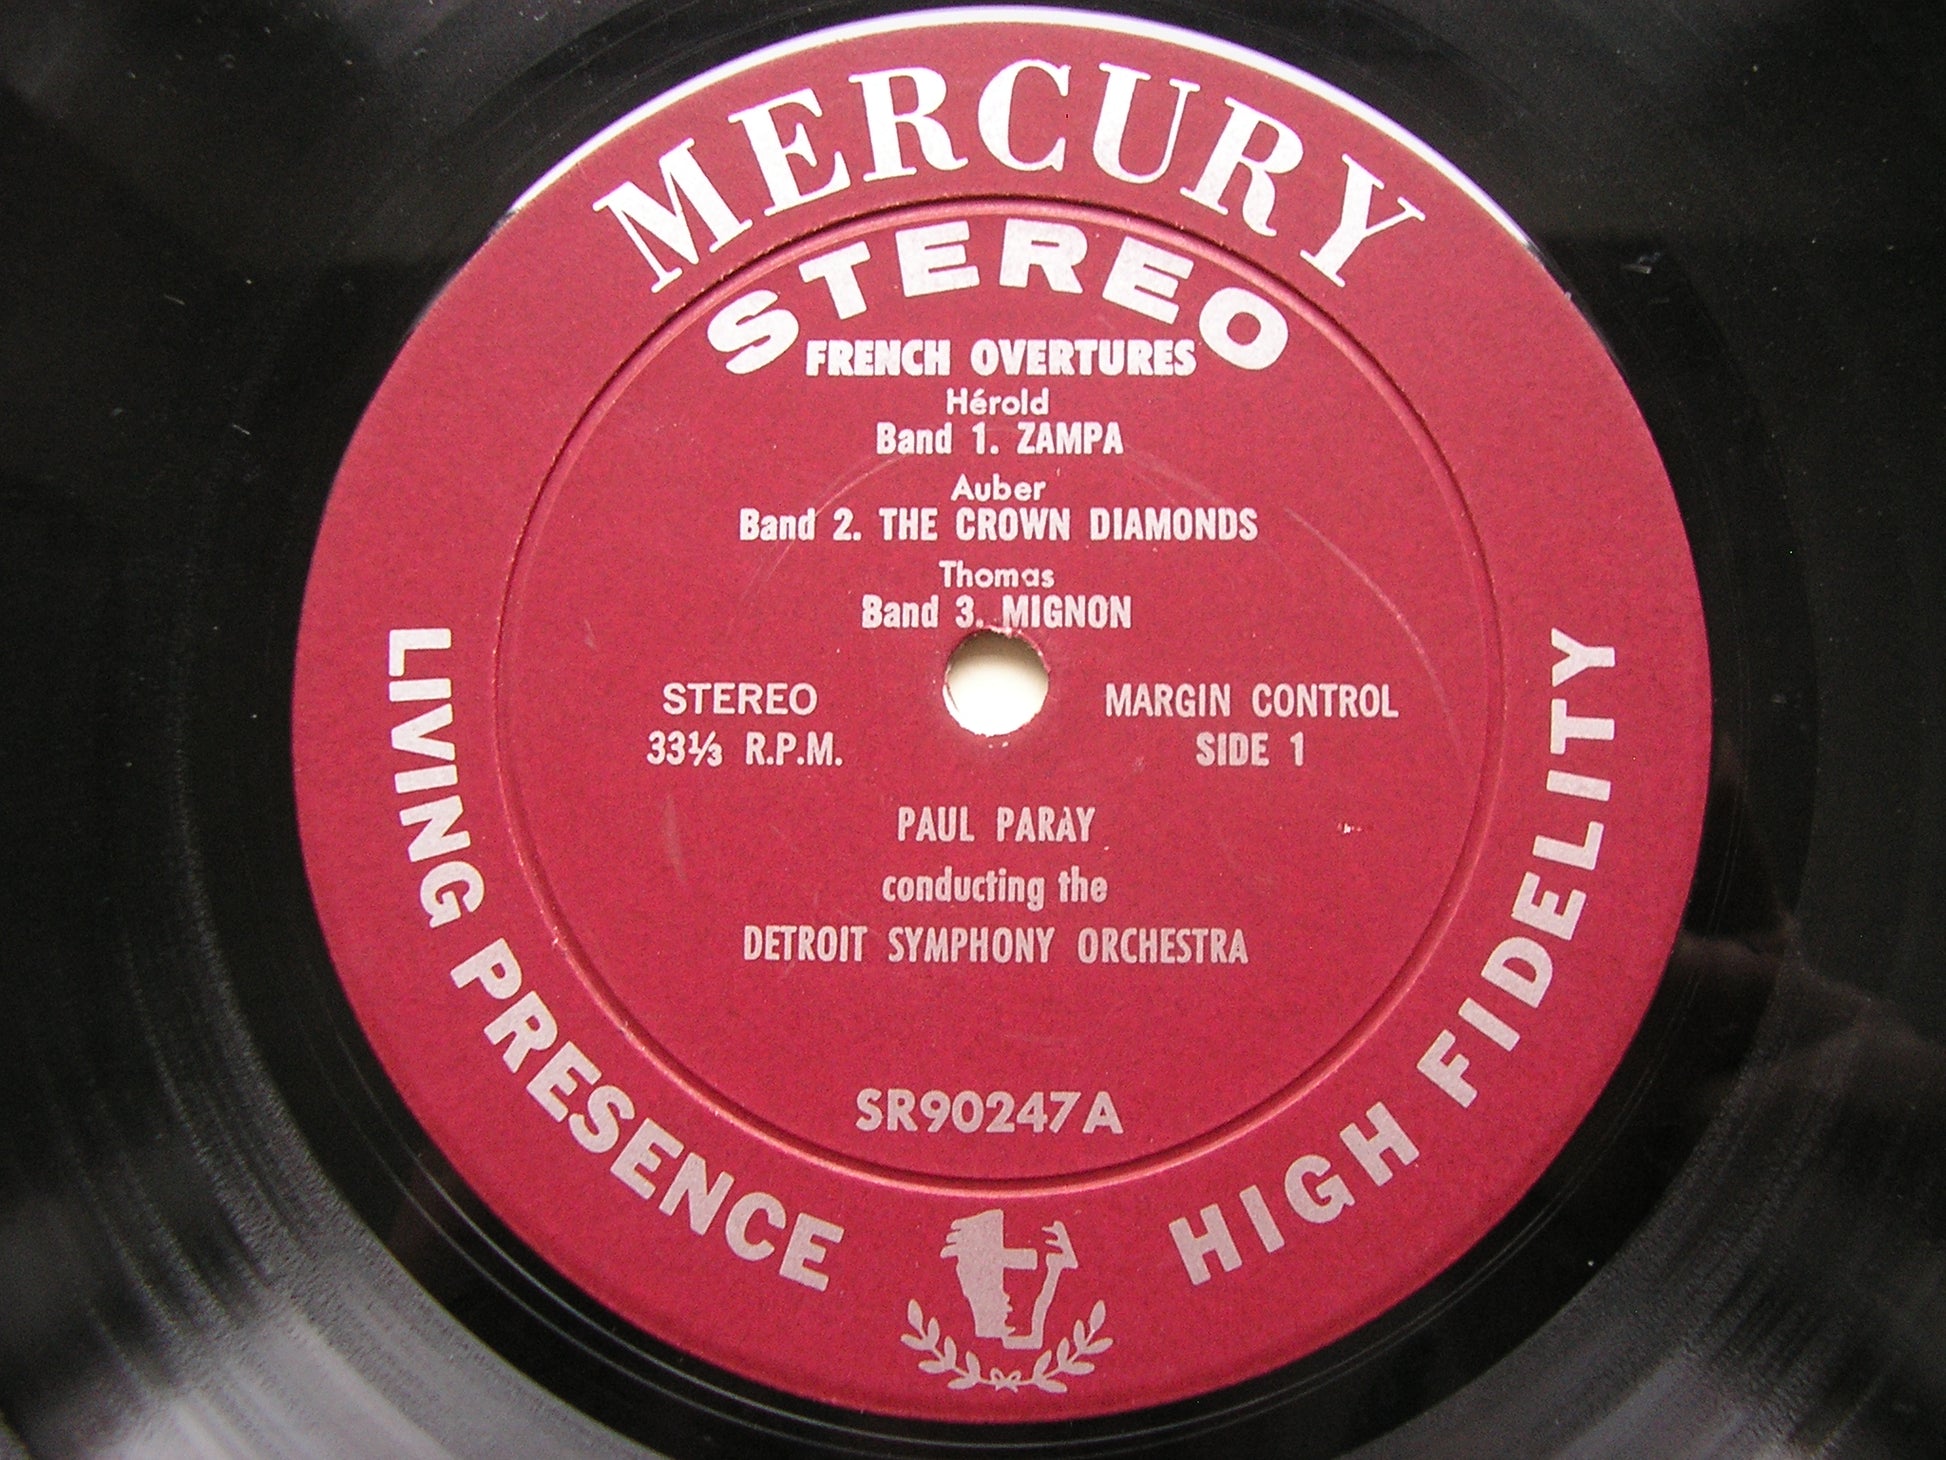 MERCURY
STEREO
FRENCH OVERTURES
Hérold
Band 1. ZAMPA
Auber
Band 2. THE CROWN DIAMONDS
Thomas
Band 3. MIGNON
STEREO
33⅓ R.P.M.
MARGIN CONTROL
SIDE 1
PAUL PARAY
conducting the
DETROIT SYMPHONY ORCHESTRA
SR90247A
LIVING PRESENCE
HIGH FIDELITY